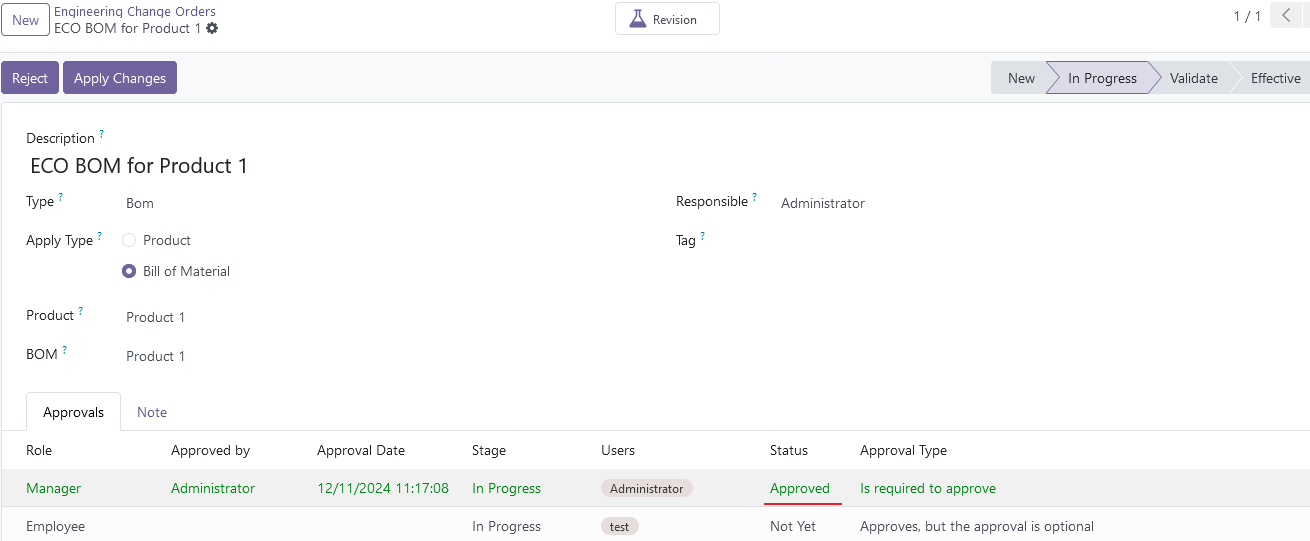 New
Engineering Change Orders
ECO BOM for Product 1
Revision
1 / 1
Reject
Apply Changes
New
In Progress
Validate
Effective
Description ?
ECO BOM for Product 1
Type ?
Bom
Responsible ?
Administrator
Apply Type ?
Product
Tag ?
Bill of Material
Product ?
Product 1
BOM ?
Product 1
Approvals
Note
Role Approved by Approval Date Stage Users Status Approval Type
Manager Administrator 12/11/2024 11:17:08 In Progress Administrator Approved Is required to approve
Employee In Progress test Not Yet Approves, but the approval is optional